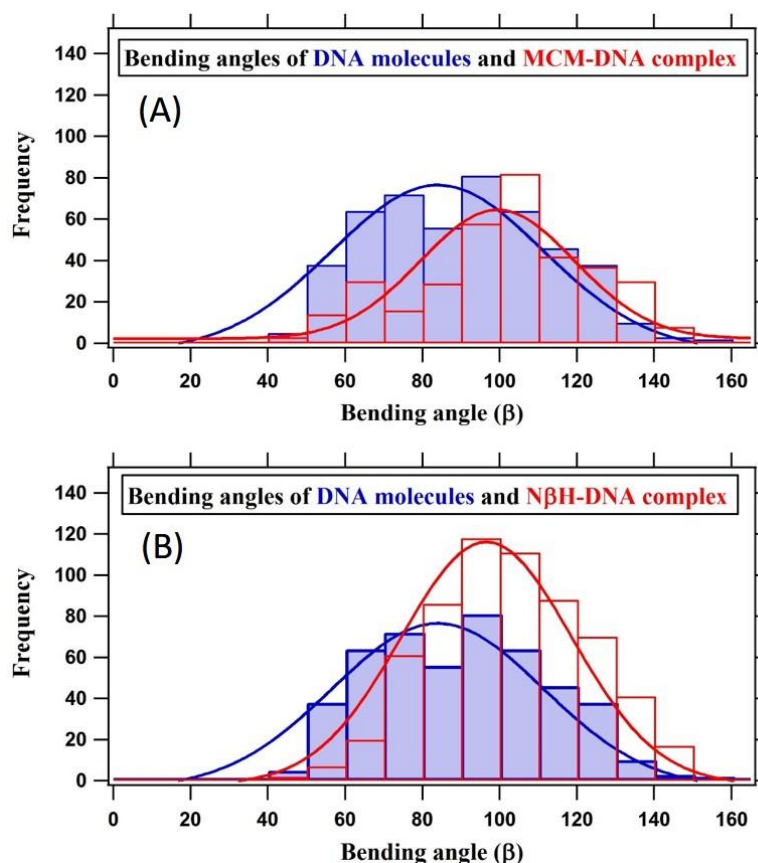 140
120
100
80
60
40
20
0
Frequency
Bending angles of DNA molecules and MCM-DNA complex
(A)
0 20 40 60 80 100 120 140 160
Bending angle (β)
140
120
100
80
60
40
20
0
Frequency
Bending angles of DNA molecules and NβH-DNA complex
(B)
0 20 40 60 80 100 120 140 160
Bending angle (β)